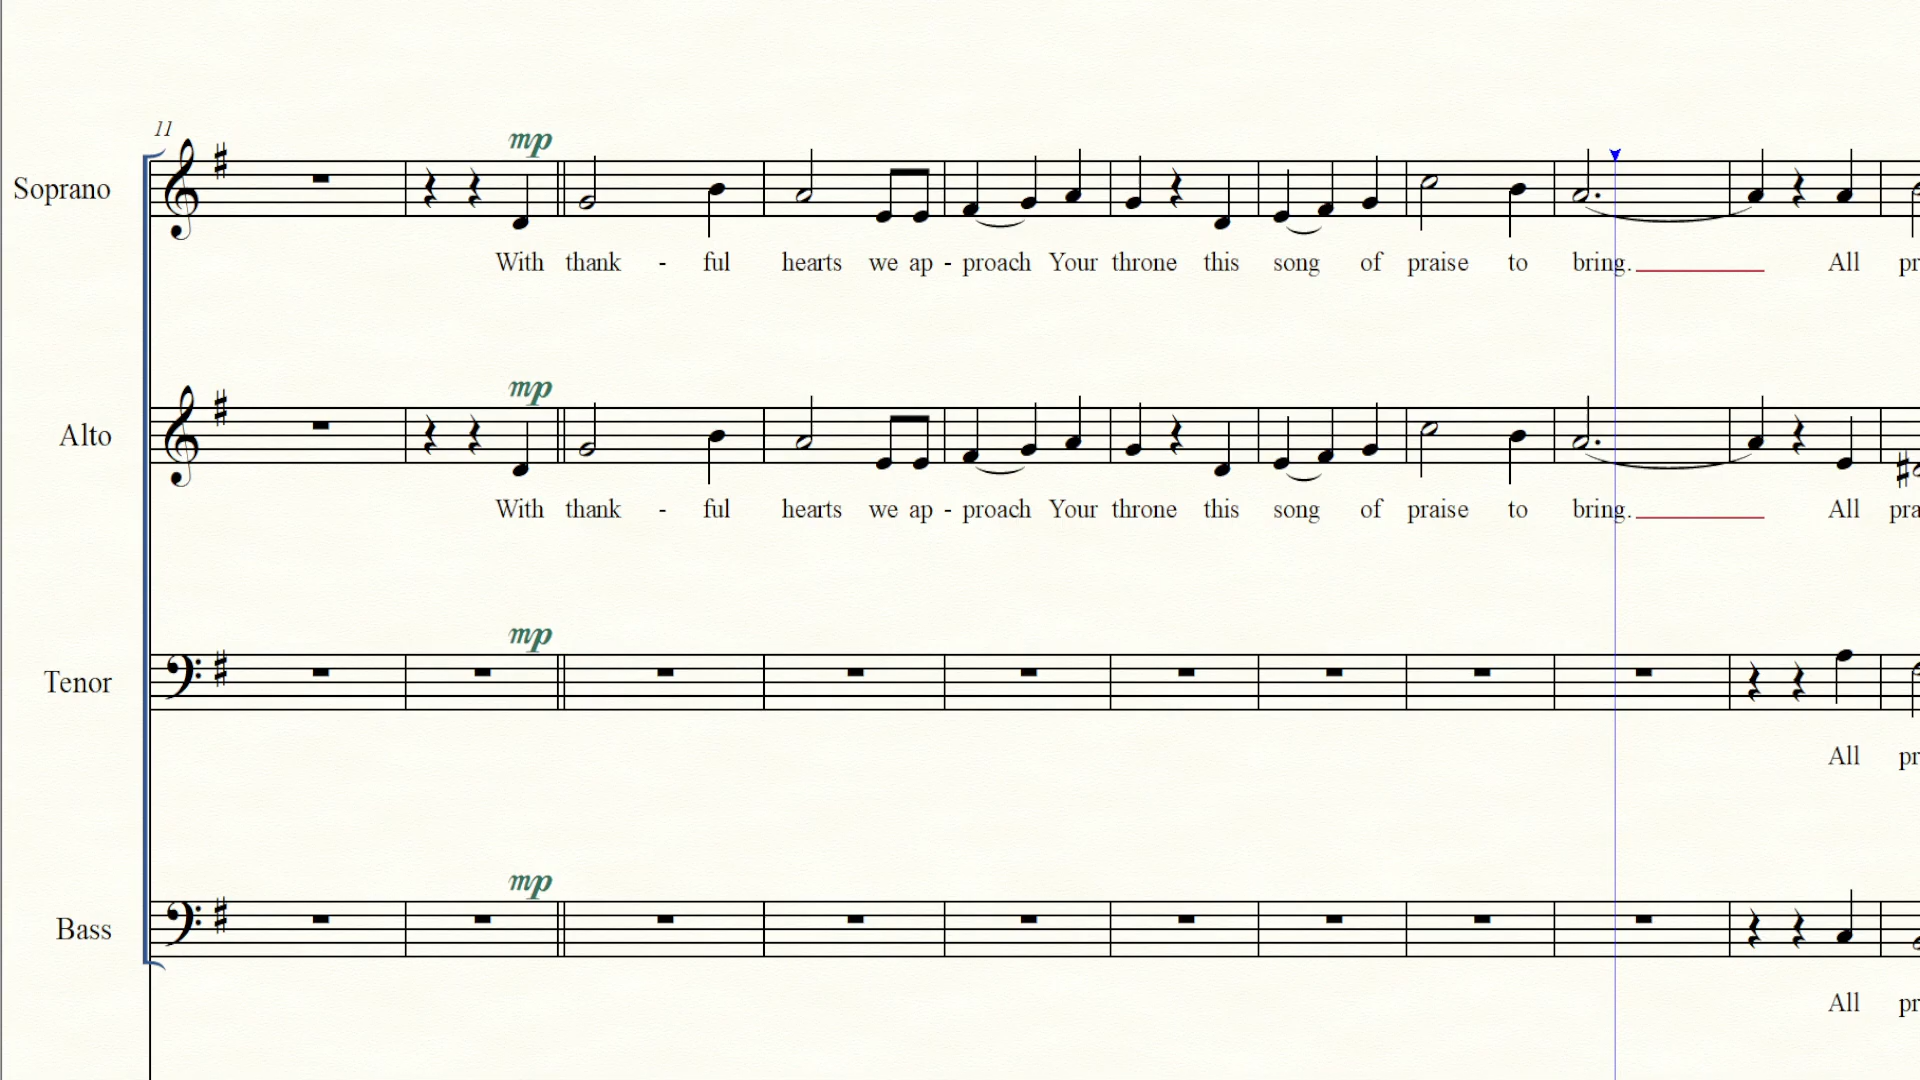 11
mp
Soprano
With thank - ful hearts we ap - proach Your throne this song of praise to bring. All pr
mp
Alto
With thank - ful hearts we ap - proach Your throne this song of praise to bring. All pra
mp
Tenor
All pr
mp
Bass
All pr